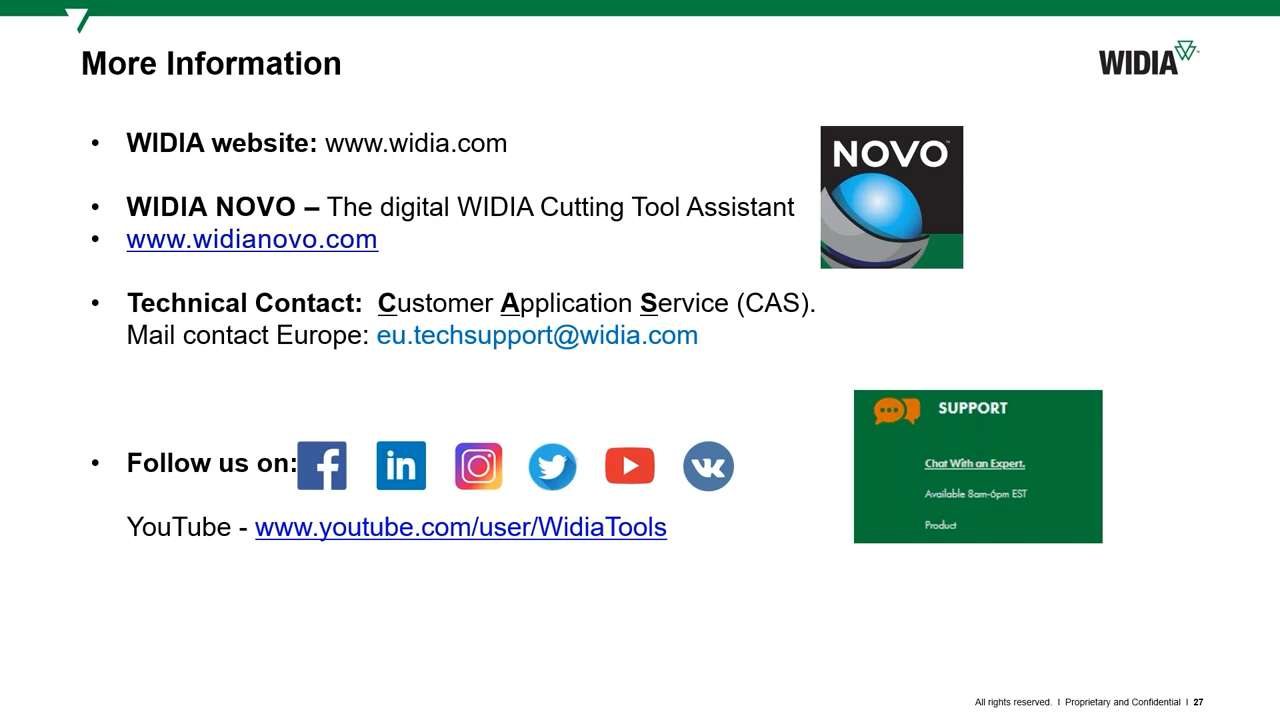 More Information
WIDIA
• WIDIA website: www.widia.com
• WIDIA NOVO – The digital WIDIA Cutting Tool Assistant
• www.widianovo.com
NOVO™
• Technical Contact: Customer Application Service (CAS).
Mail contact Europe: eu.techsupport@widia.com
• Follow us on:
YouTube - www.youtube.com/user/WidiaTools
SUPPORT
Chat With an Expert.
Available 8am-6pm EST
Product
All rights reserved. I Proprietary and Confidential I 27